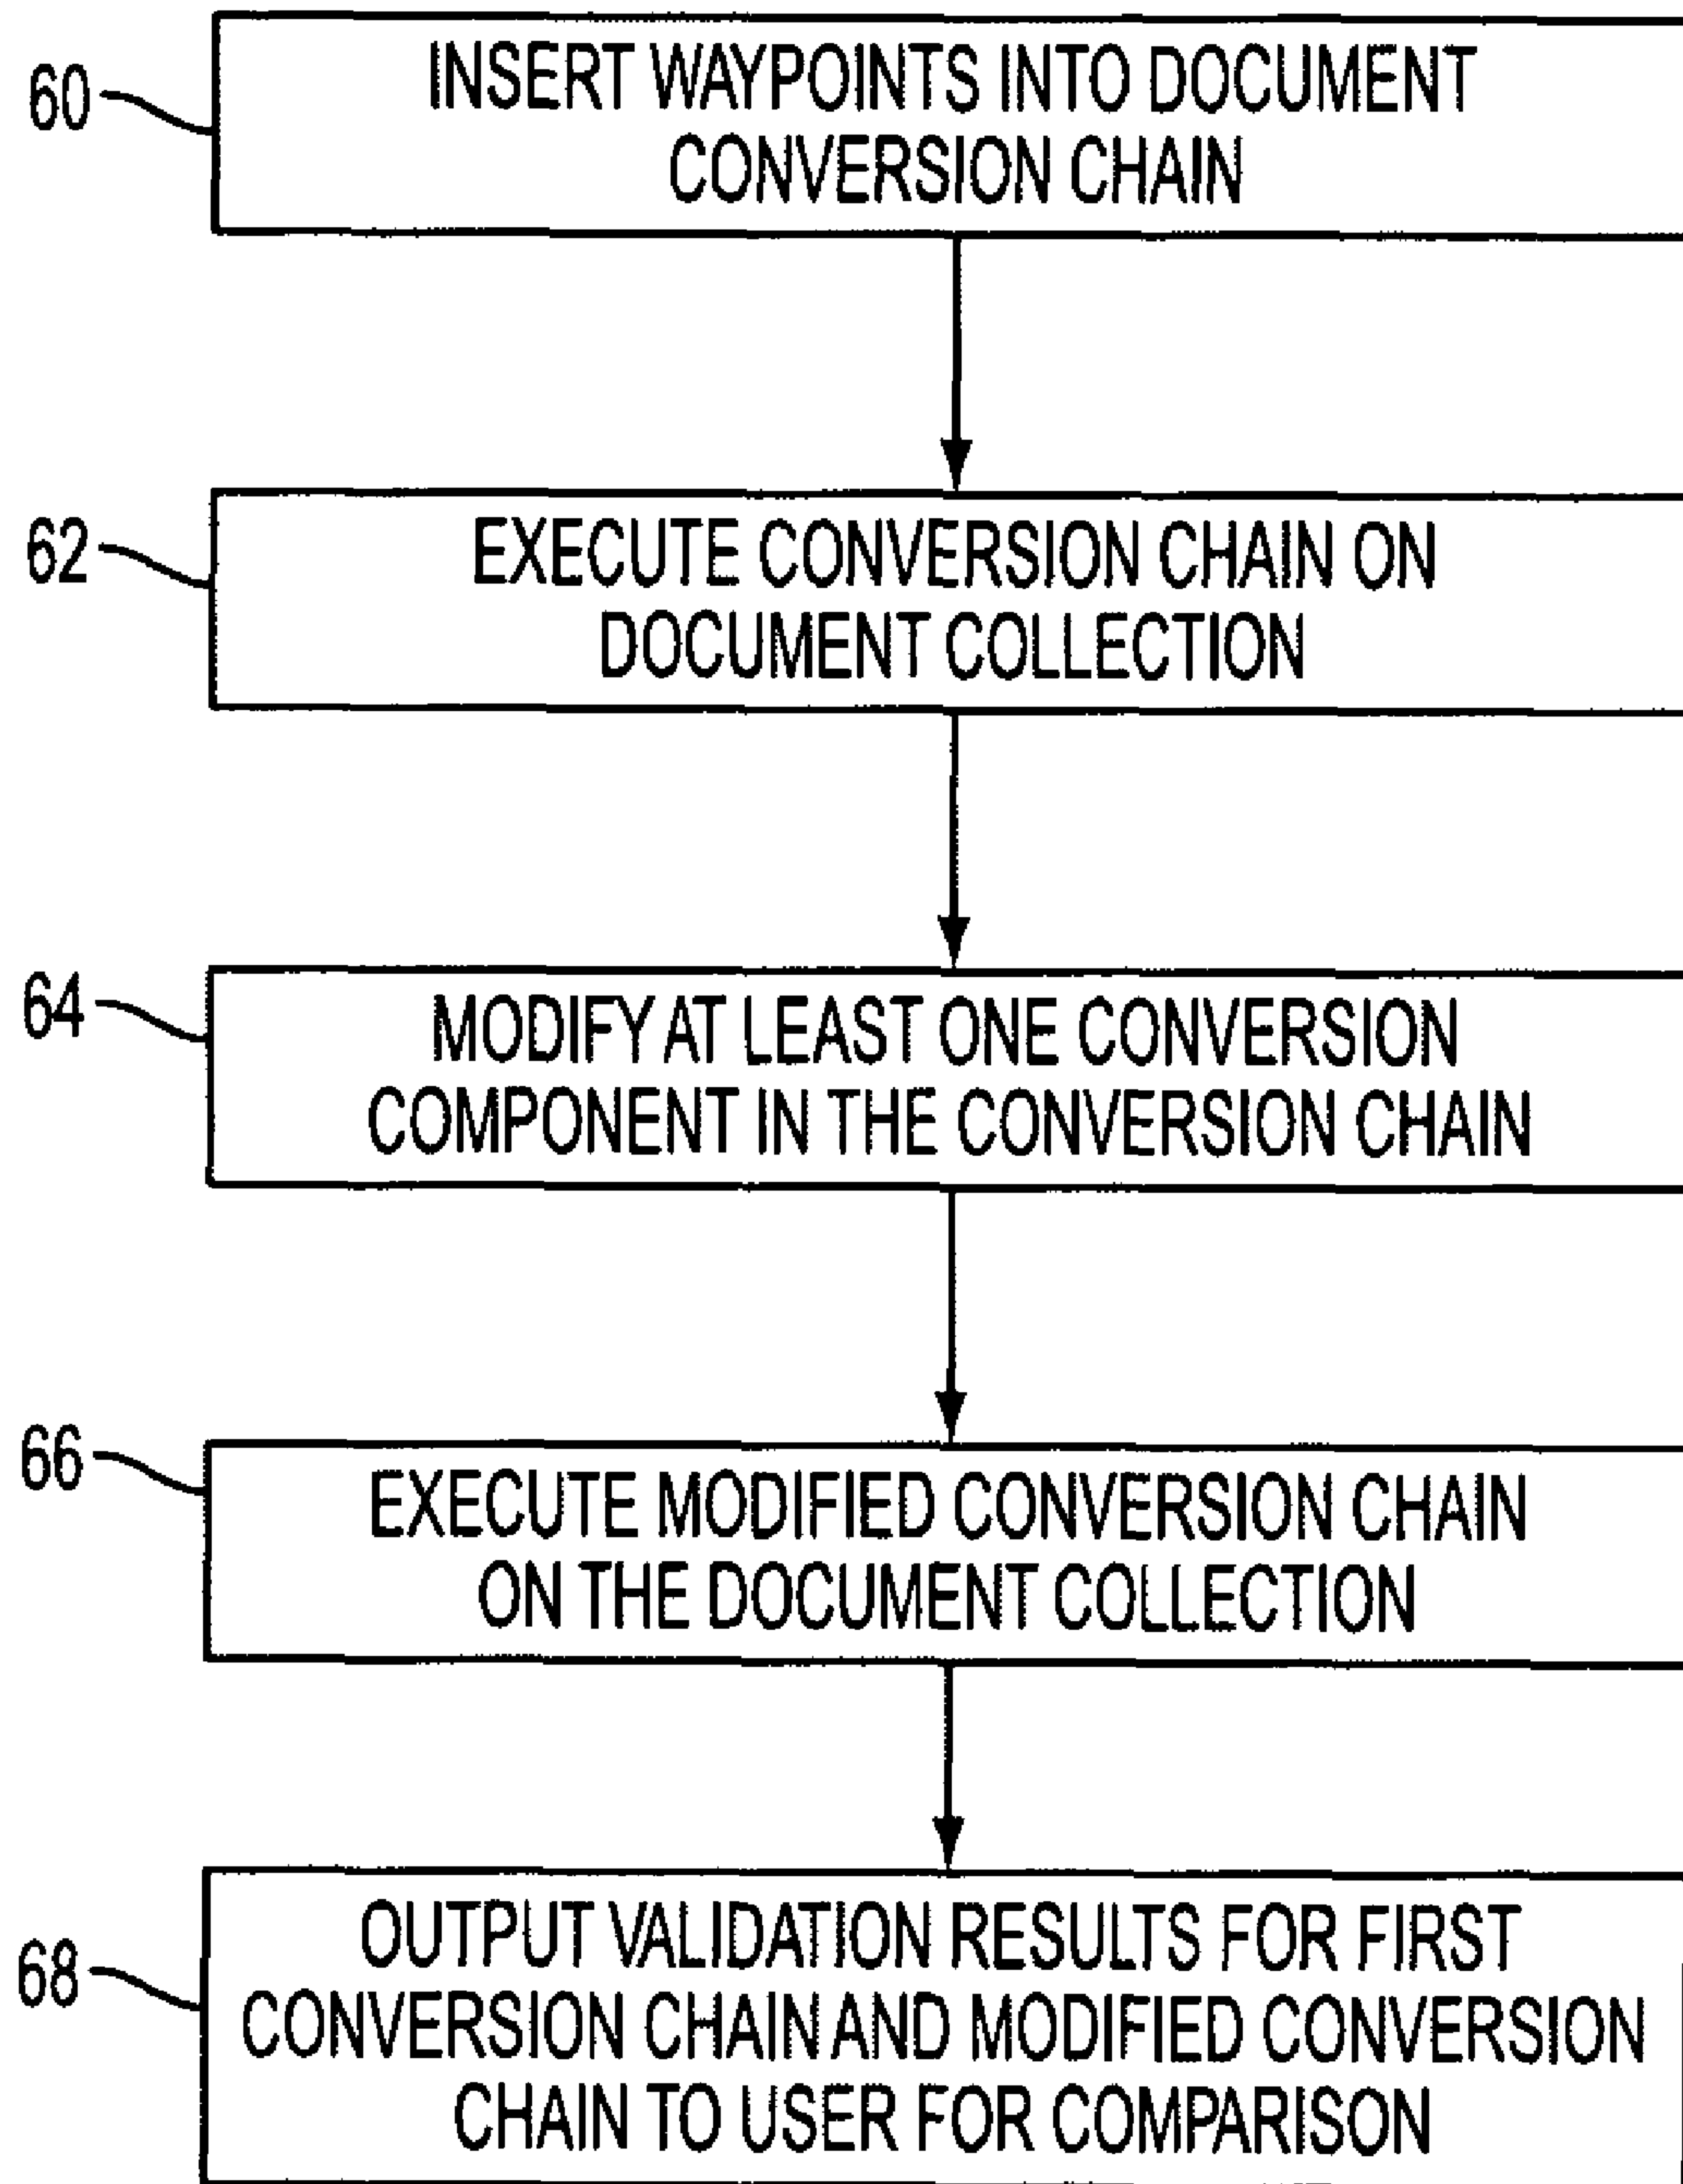 60
INSERT WAYPOINTS INTO DOCUMENT
CONVERSION CHAIN
62
EXECUTE CONVERSION CHAIN ON
DOCUMENT COLLECTION
64
MODIFY AT LEAST ONE CONVERSION
COMPONENT IN THE CONVERSION CHAIN
66
EXECUTE MODIFIED CONVERSION CHAIN
ON THE DOCUMENT COLLECTION
68
OUTPUT VALIDATION RESULTS FOR FIRST
CONVERSION CHAIN AND MODIFIED CONVERSION
CHAIN TO USER FOR COMPARISON